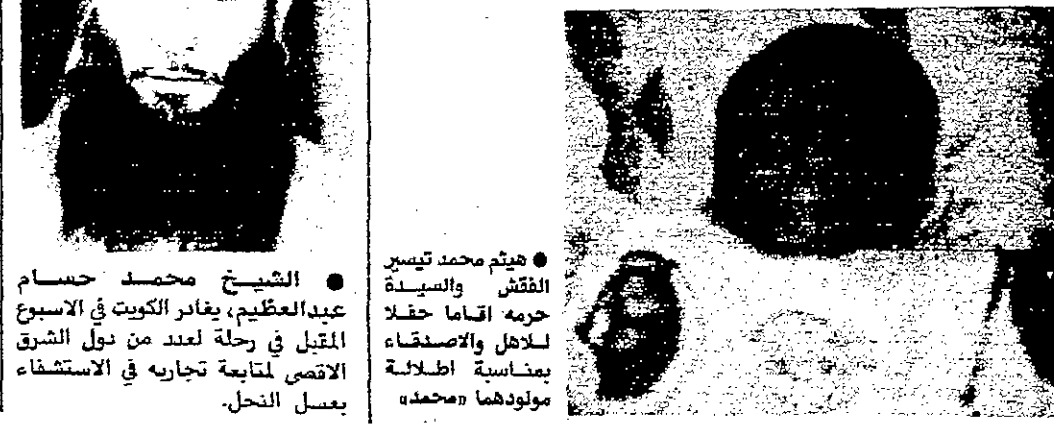 ● الشيخ محمد حسام
عبدالعظيم، يغادر الكويت في الاسبوع
المقبل في رحلة لعدد من دول الشرق
الاقصى لمتابعة تجاربه في الاستشفاء
بعسل النحل.
● هيثم محمد تيسير
الفقش والسيدة
حرمه اقاما حفلا
للاهل والاصدقاء
بمناسبة اطلالة
مولودهما «محمد»